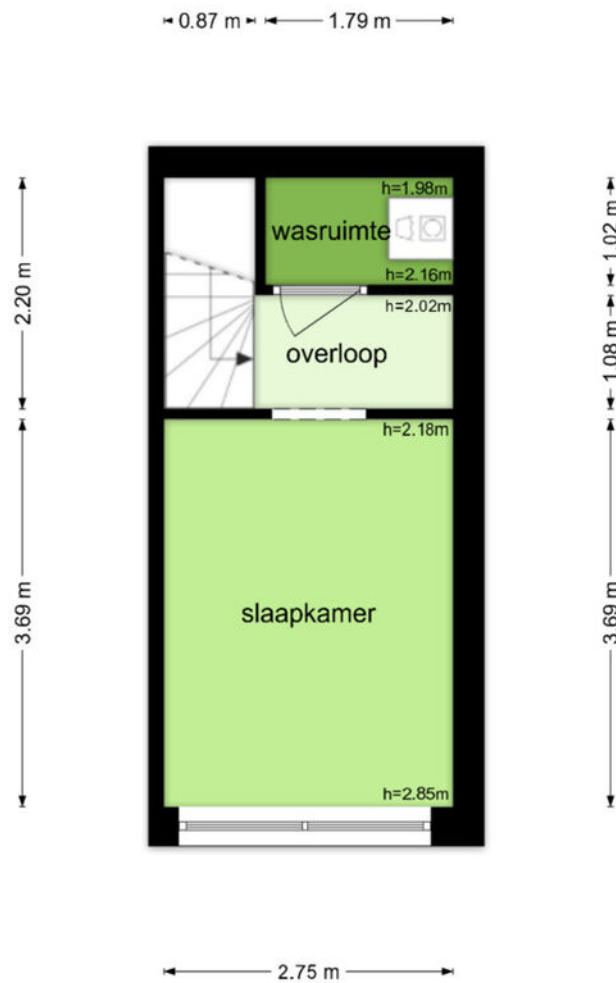 0.87 m
1.79 m
h=1.98m
wasruimte
h=2.16m
1.02 m
2.20 m
h=2.02m
overloop
1.08 m
h=2.18m
slaapkamer
3.69 m
3.69 m
h=2.85m
2.75 m